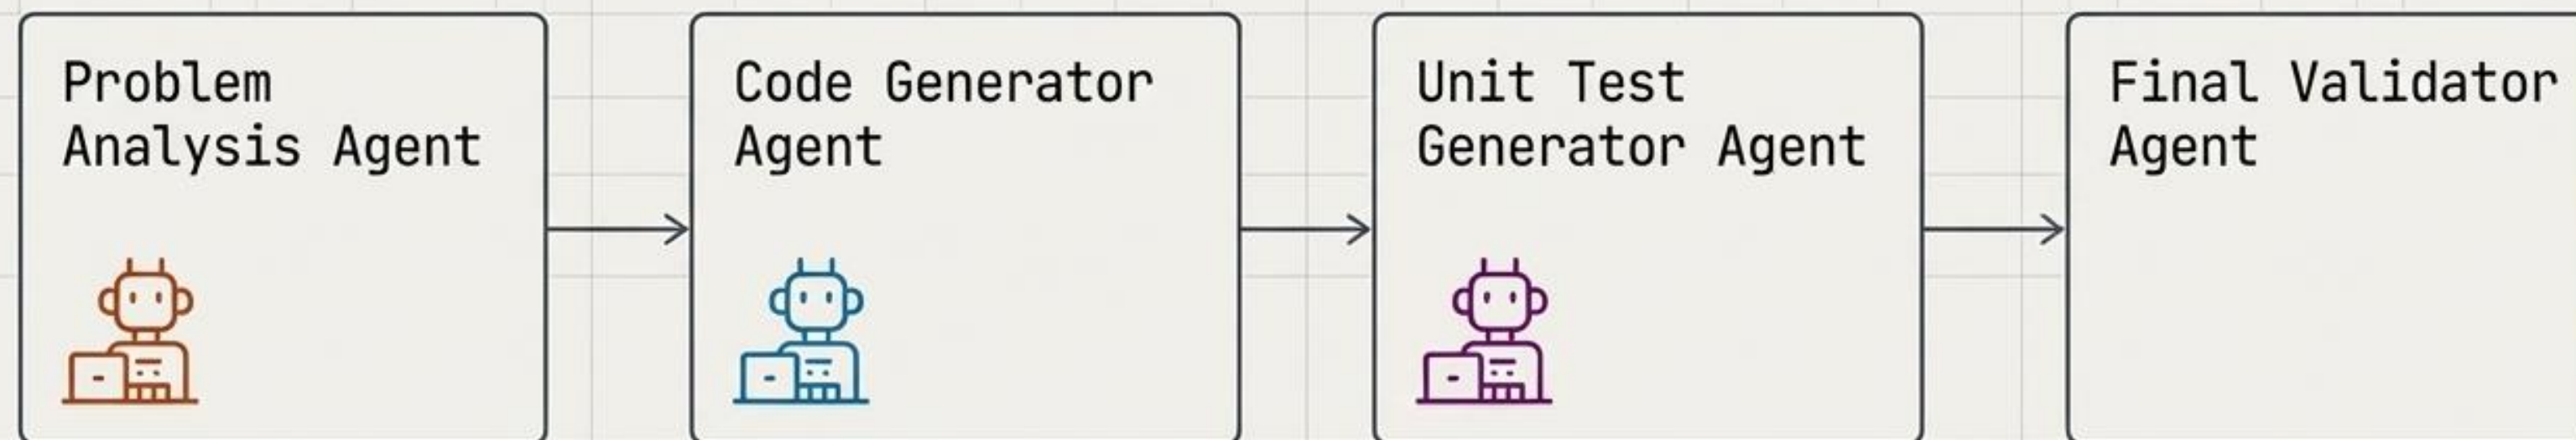 Problem
Analysis Agent
Code Generator
Agent
Unit Test
Generator Agent
Final Validator
Agent